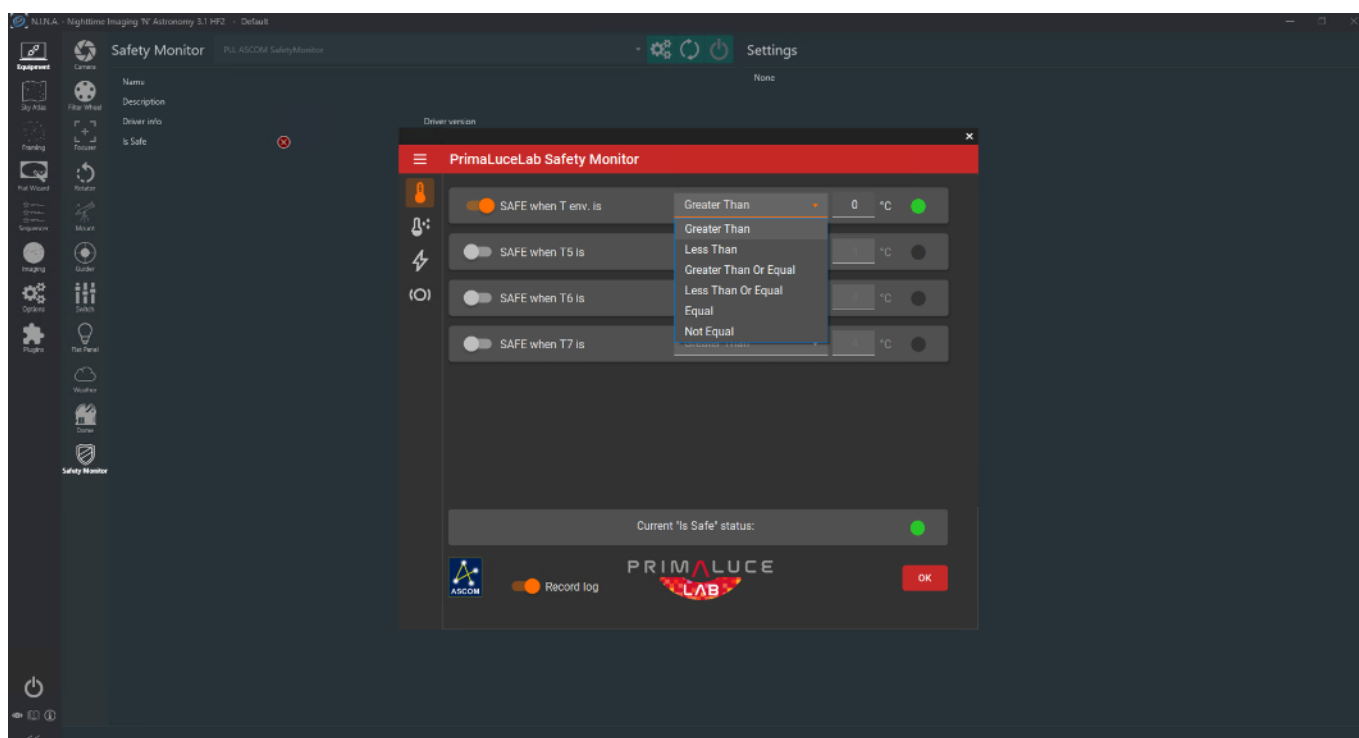 N.I.N.A. - Nighttime Imaging 'N' Astronomy 3.1 HF2 - Default
Equipment
Sky Atlas
Framing
Flat Wizard
Sequencer
Imaging
Options
Plugins
Camera
Filter Wheel
Focuser
Rotator
Mount
Guider
Switch
Flat Panel
Weather
Dome
Safety Monitor
Safety Monitor PLL ASCOM SafetyMonitor
Settings
None
Name
Description
Driver info
Driver version
Is Safe
PrimaLuceLab Safety Monitor
SAFE when T env. is Greater Than 0 °C
Greater Than
Less Than
Greater Than Or Equal
Less Than Or Equal
Equal
Not Equal
SAFE when T5 is °C
SAFE when T6 is °C
SAFE when T7 is Greater Than °C
Current "Is Safe" status:
ASCOM
Record log
PRIMALUCE
LAB
OK